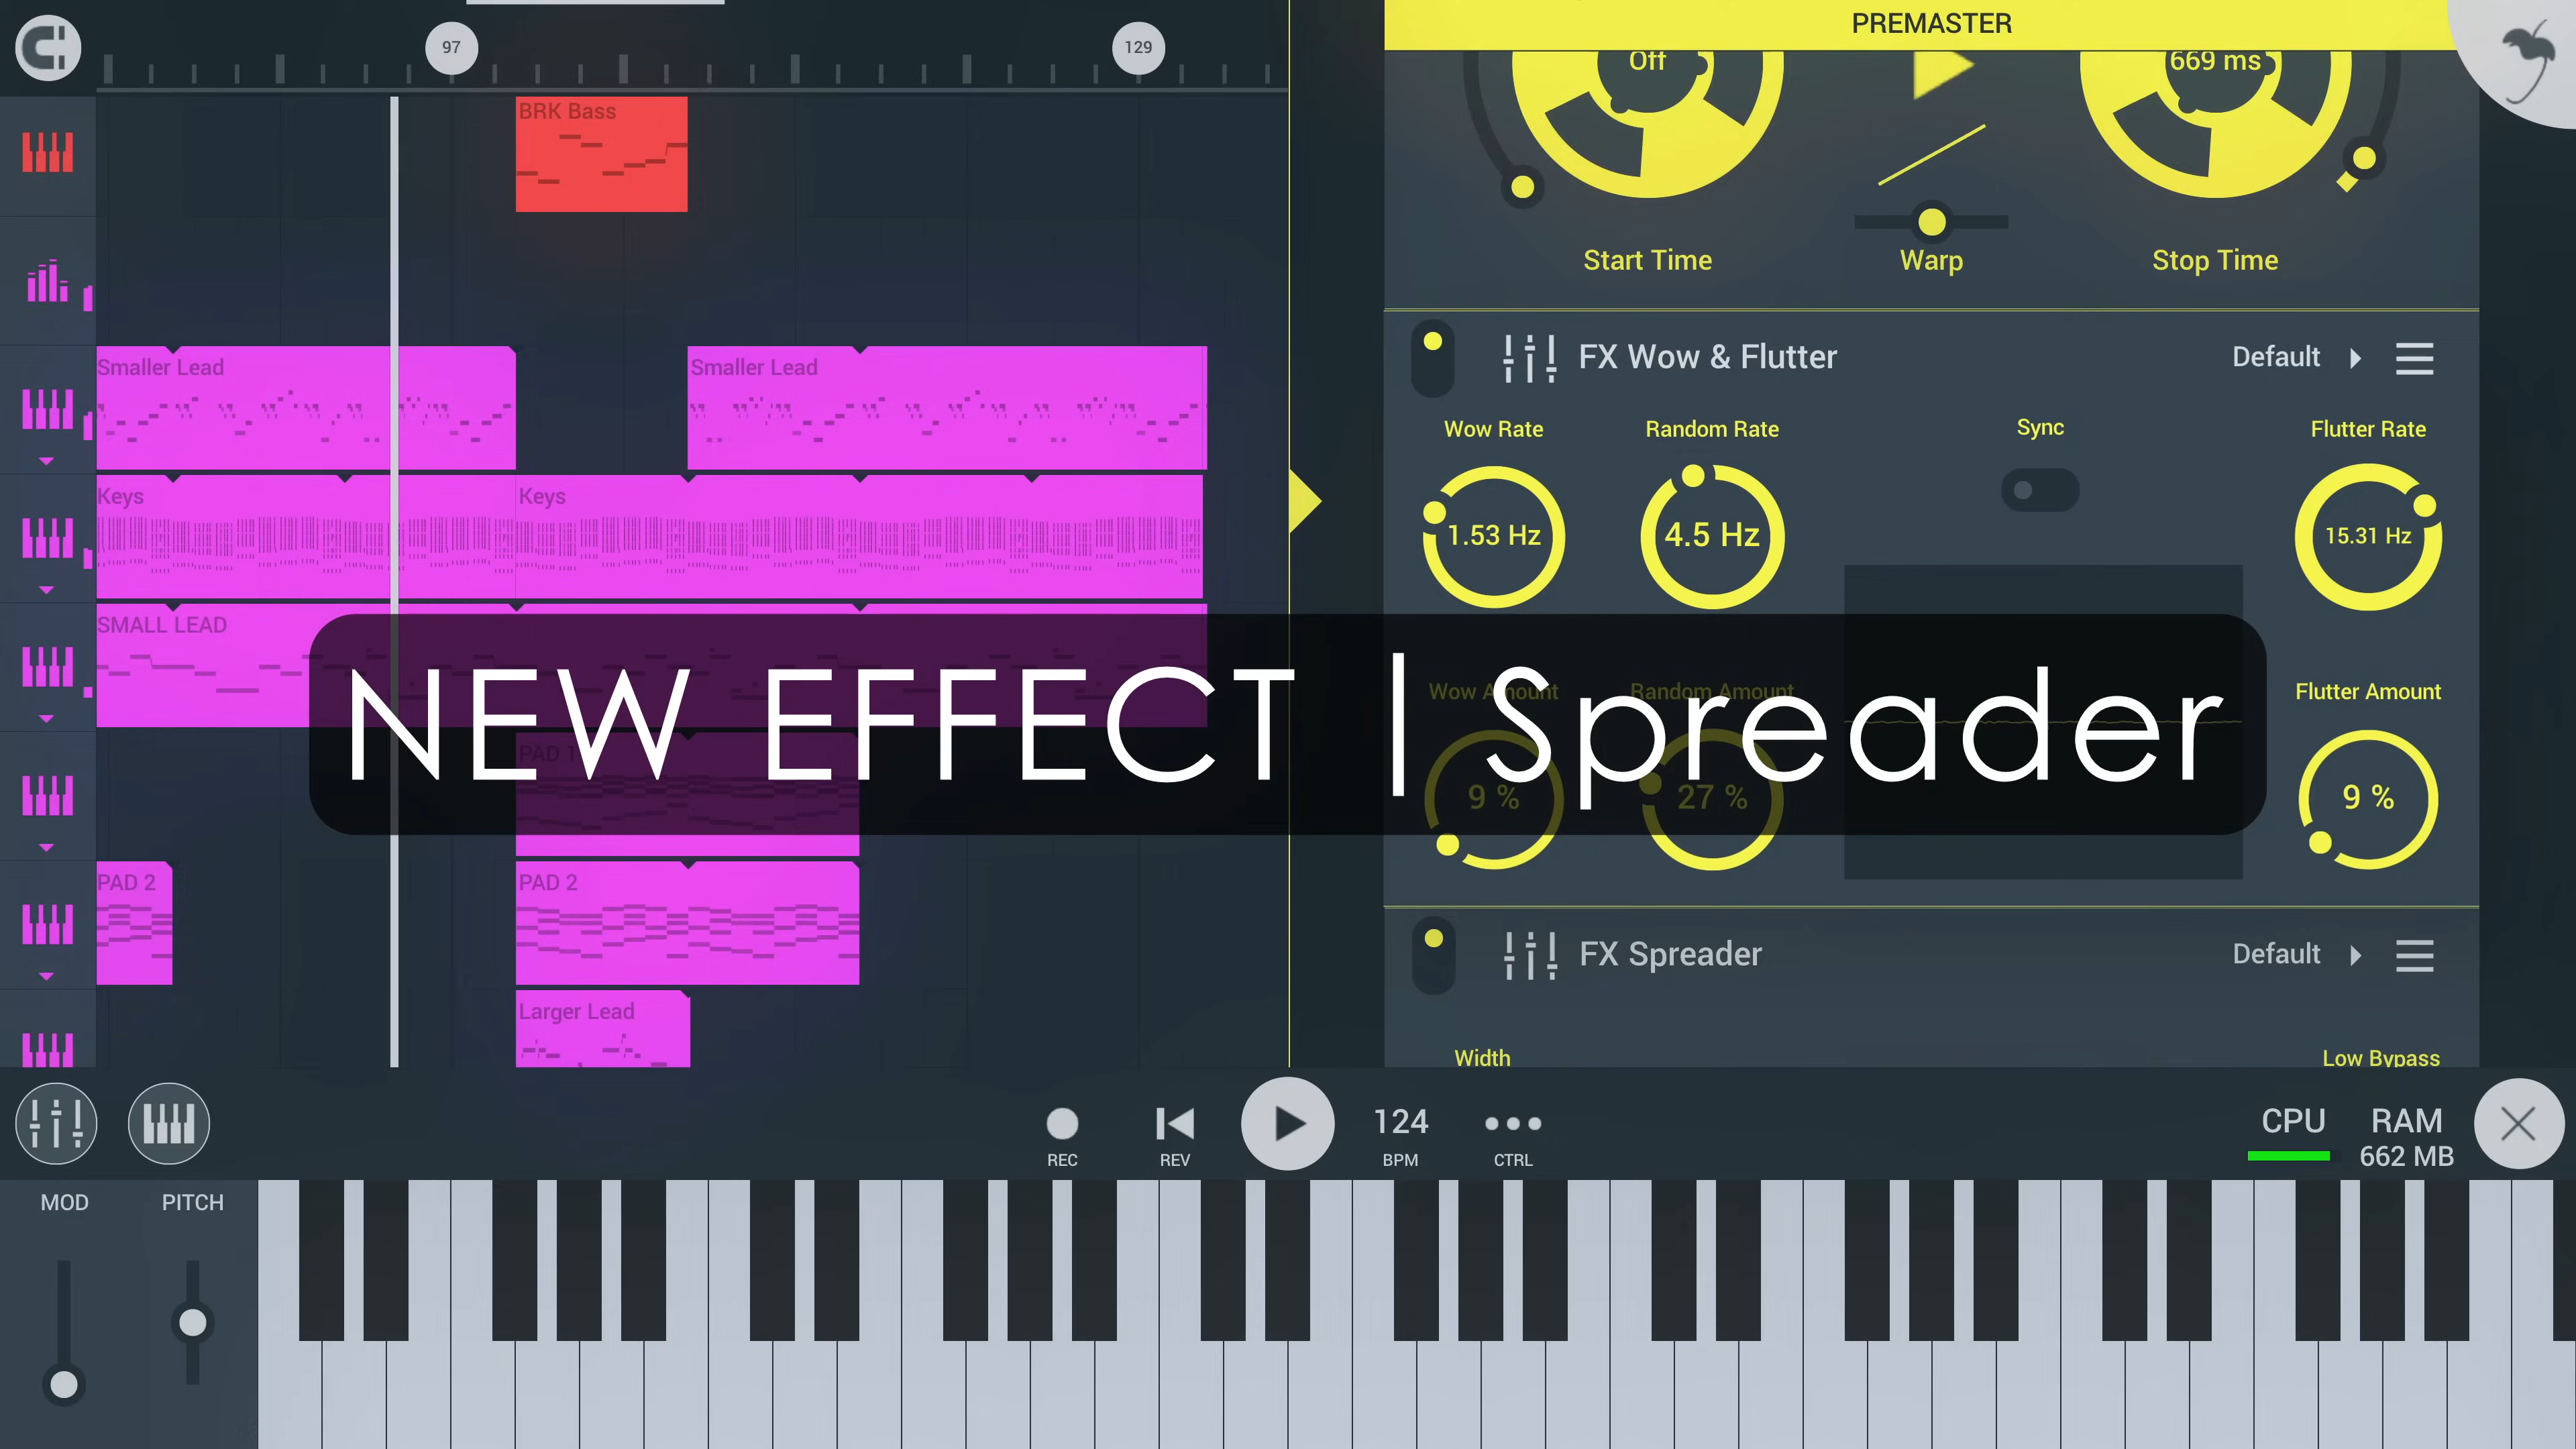 97
129
PREMASTER
BRK Bass
Off
669 ms
Start Time
Warp
Stop Time
Smaller Lead
Smaller Lead
FX Wow & Flutter
Default
Wow Rate
Random Rate
Sync
Flutter Rate
Keys
Keys
1.53 Hz
4.5 Hz
15.31 Hz
SMALL LEAD
NEW EFFECT | Spreader
Wow Amount
Random Amount
Flutter Amount
PAD 1
9 %
27 %
9 %
PAD 2
PAD 2
FX Spreader
Default
Larger Lead
Width
Low Bypass
REC
REV
124
BPM
CTRL
CPU
RAM
662 MB
MOD
PITCH